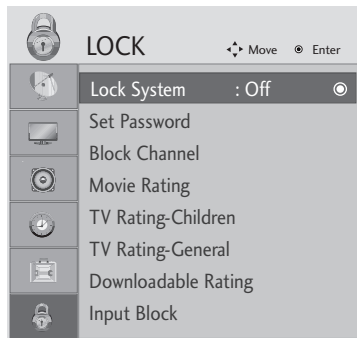 LOCK Move Enter
Lock System : Off
Set Password
Block Channel
Movie Rating
TV Rating-Children
TV Rating-General
Downloadable Rating
Input Block